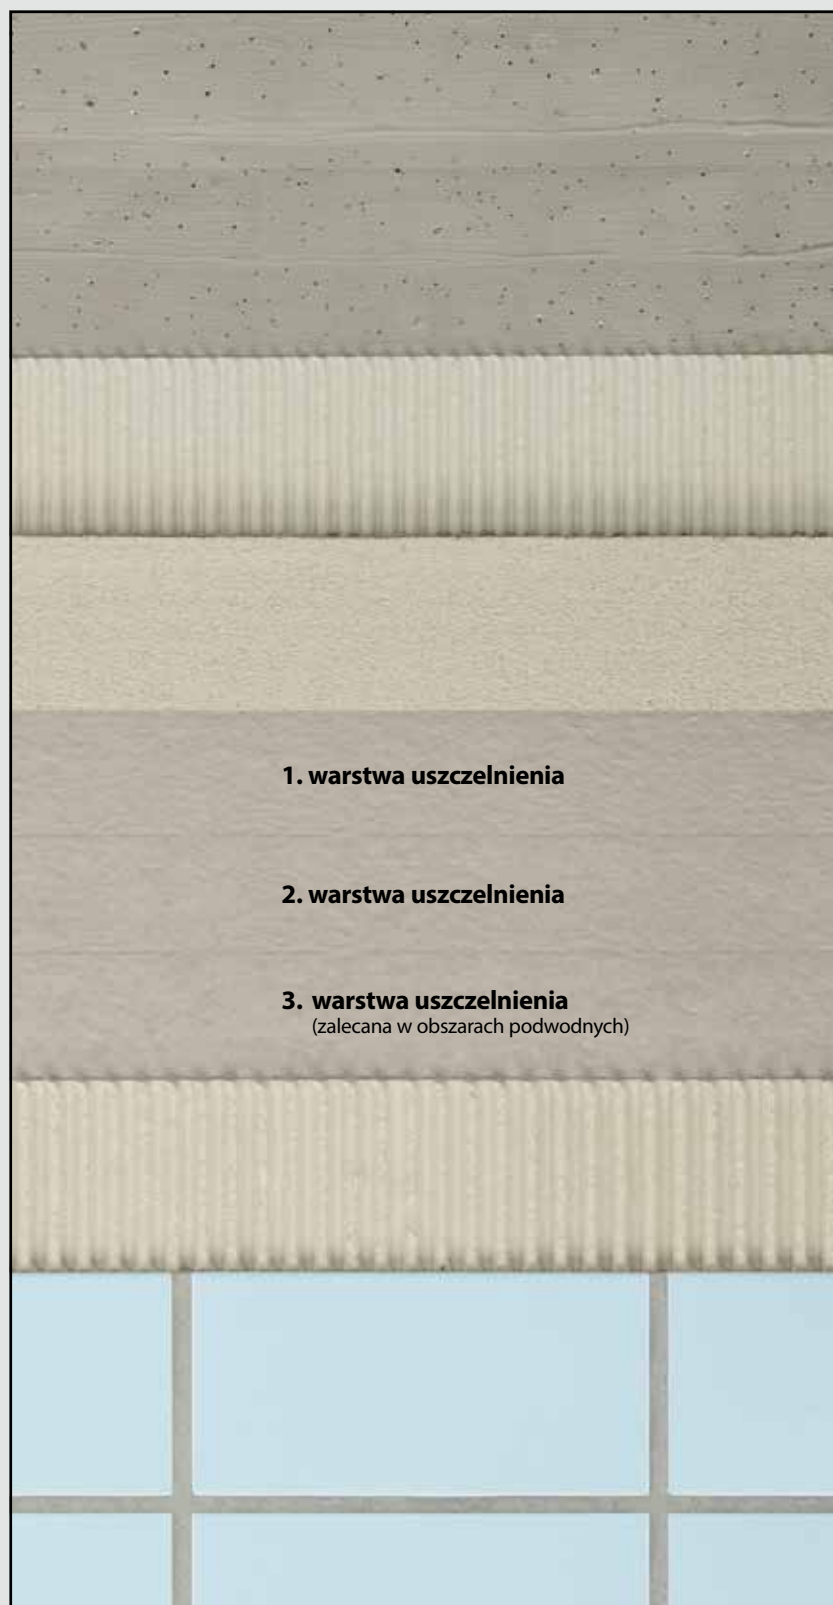 1. warstwa uszczelnienia
2. warstwa uszczelnienia
3. warstwa uszczelnienia
(zalecana w obszarach podwodnych)